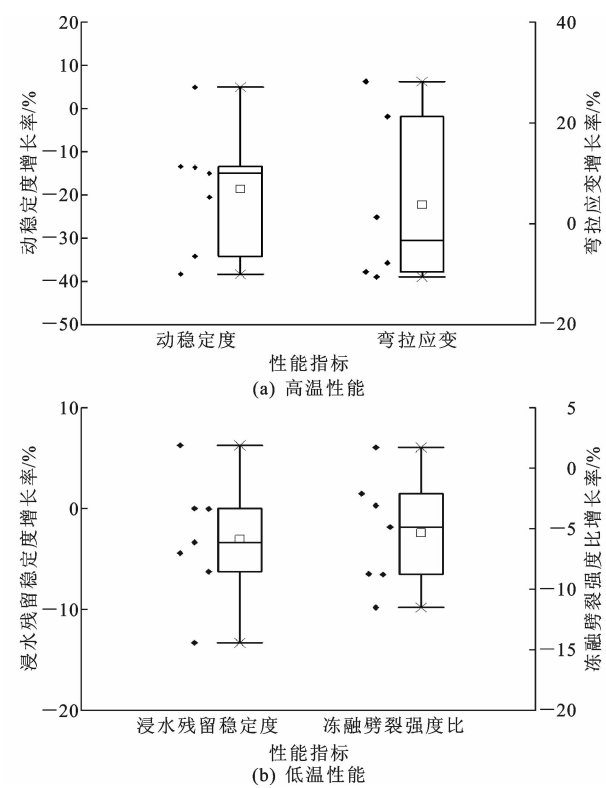 20
10
0
−10
−20
−30
−40
−50
动稳定度增长率/%
40
20
0
−20
弯拉应变增长率/%
动稳定度 弯拉应变
性能指标
(a) 高温性能
10
0
−10
−20
浸水残留稳定度增长率/%
5
0
−5
−10
−15
−20
冻融劈裂强度比增长率/%
浸水残留稳定度 冻融劈裂强度比
性能指标
(b) 低温性能